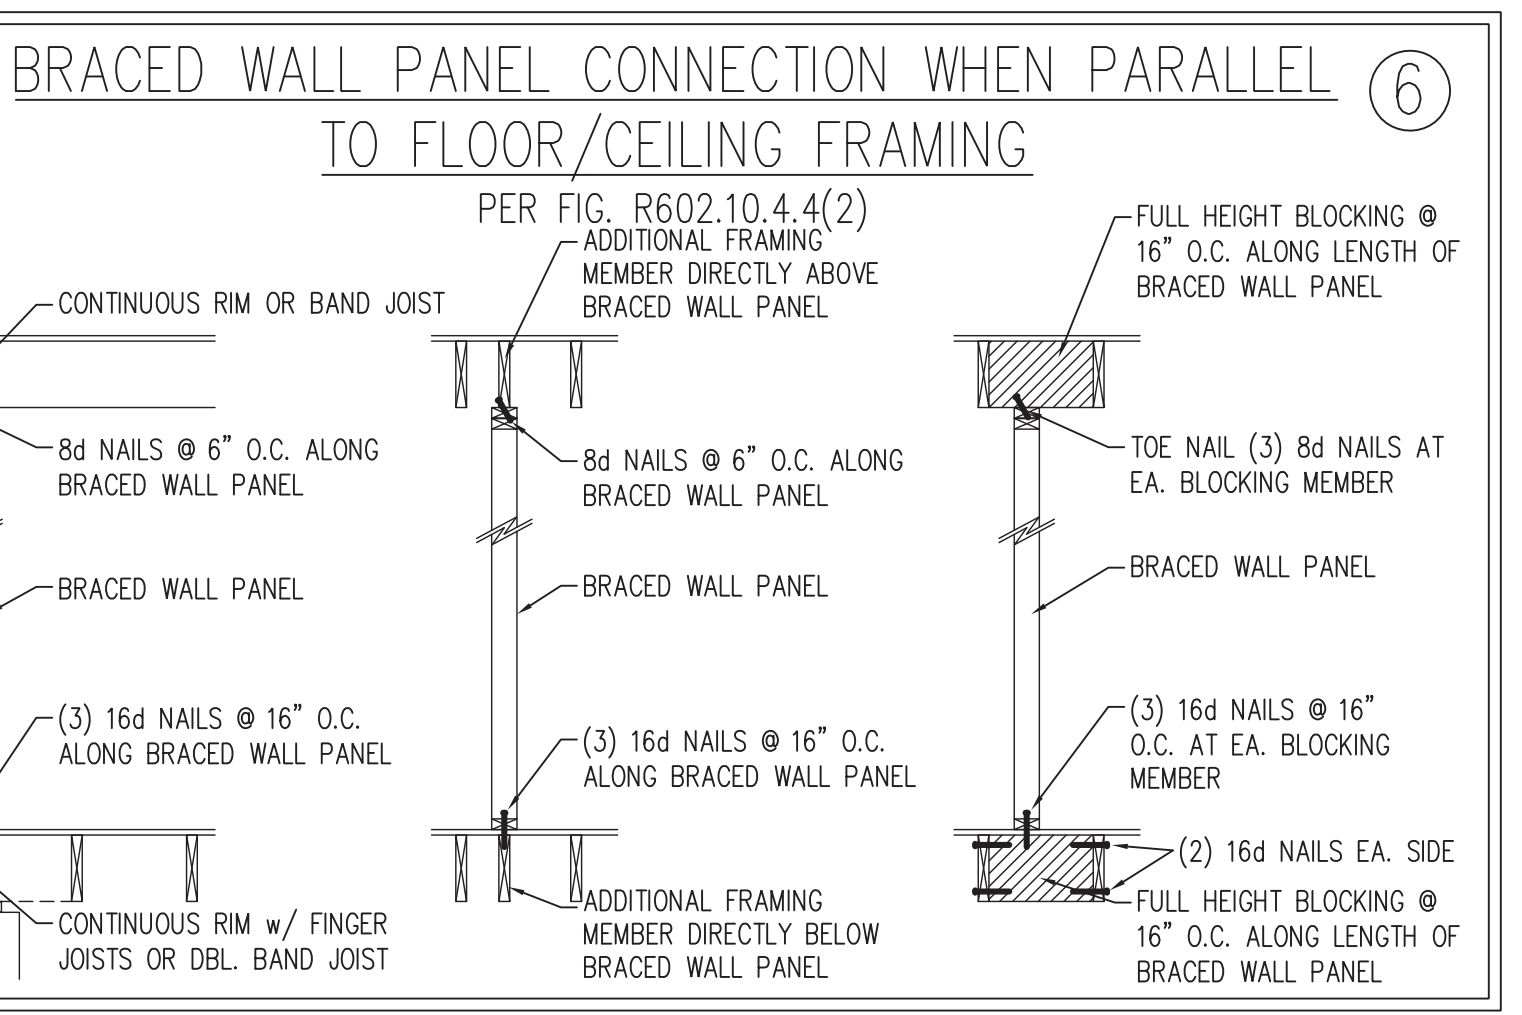 BRACED WALL PANEL CONNECTION WHEN PARALLEL
TO FLOOR/CEILING FRAMING
6
PER FIG. R602.10.4.4(2)
CONTINUOUS RIM OR BAND JOIST
8d NAILS @ 6” O.C. ALONG
BRACED WALL PANEL
BRACED WALL PANEL
(3) 16d NAILS @ 16” O.C.
ALONG BRACED WALL PANEL
CONTINUOUS RIM w/ FINGER
JOISTS OR DBL. BAND JOIST
ADDITIONAL FRAMING
MEMBER DIRECTLY ABOVE
BRACED WALL PANEL
8d NAILS @ 6” O.C. ALONG
BRACED WALL PANEL
BRACED WALL PANEL
(3) 16d NAILS @ 16” O.C.
ALONG BRACED WALL PANEL
ADDITIONAL FRAMING
MEMBER DIRECTLY BELOW
BRACED WALL PANEL
FULL HEIGHT BLOCKING @
16” O.C. ALONG LENGTH OF
BRACED WALL PANEL
TOE NAIL (3) 8d NAILS AT
EA. BLOCKING MEMBER
BRACED WALL PANEL
(3) 16d NAILS @ 16”
O.C. AT EA. BLOCKING
MEMBER
(2) 16d NAILS EA. SIDE
FULL HEIGHT BLOCKING @
16” O.C. ALONG LENGTH OF
BRACED WALL PANEL